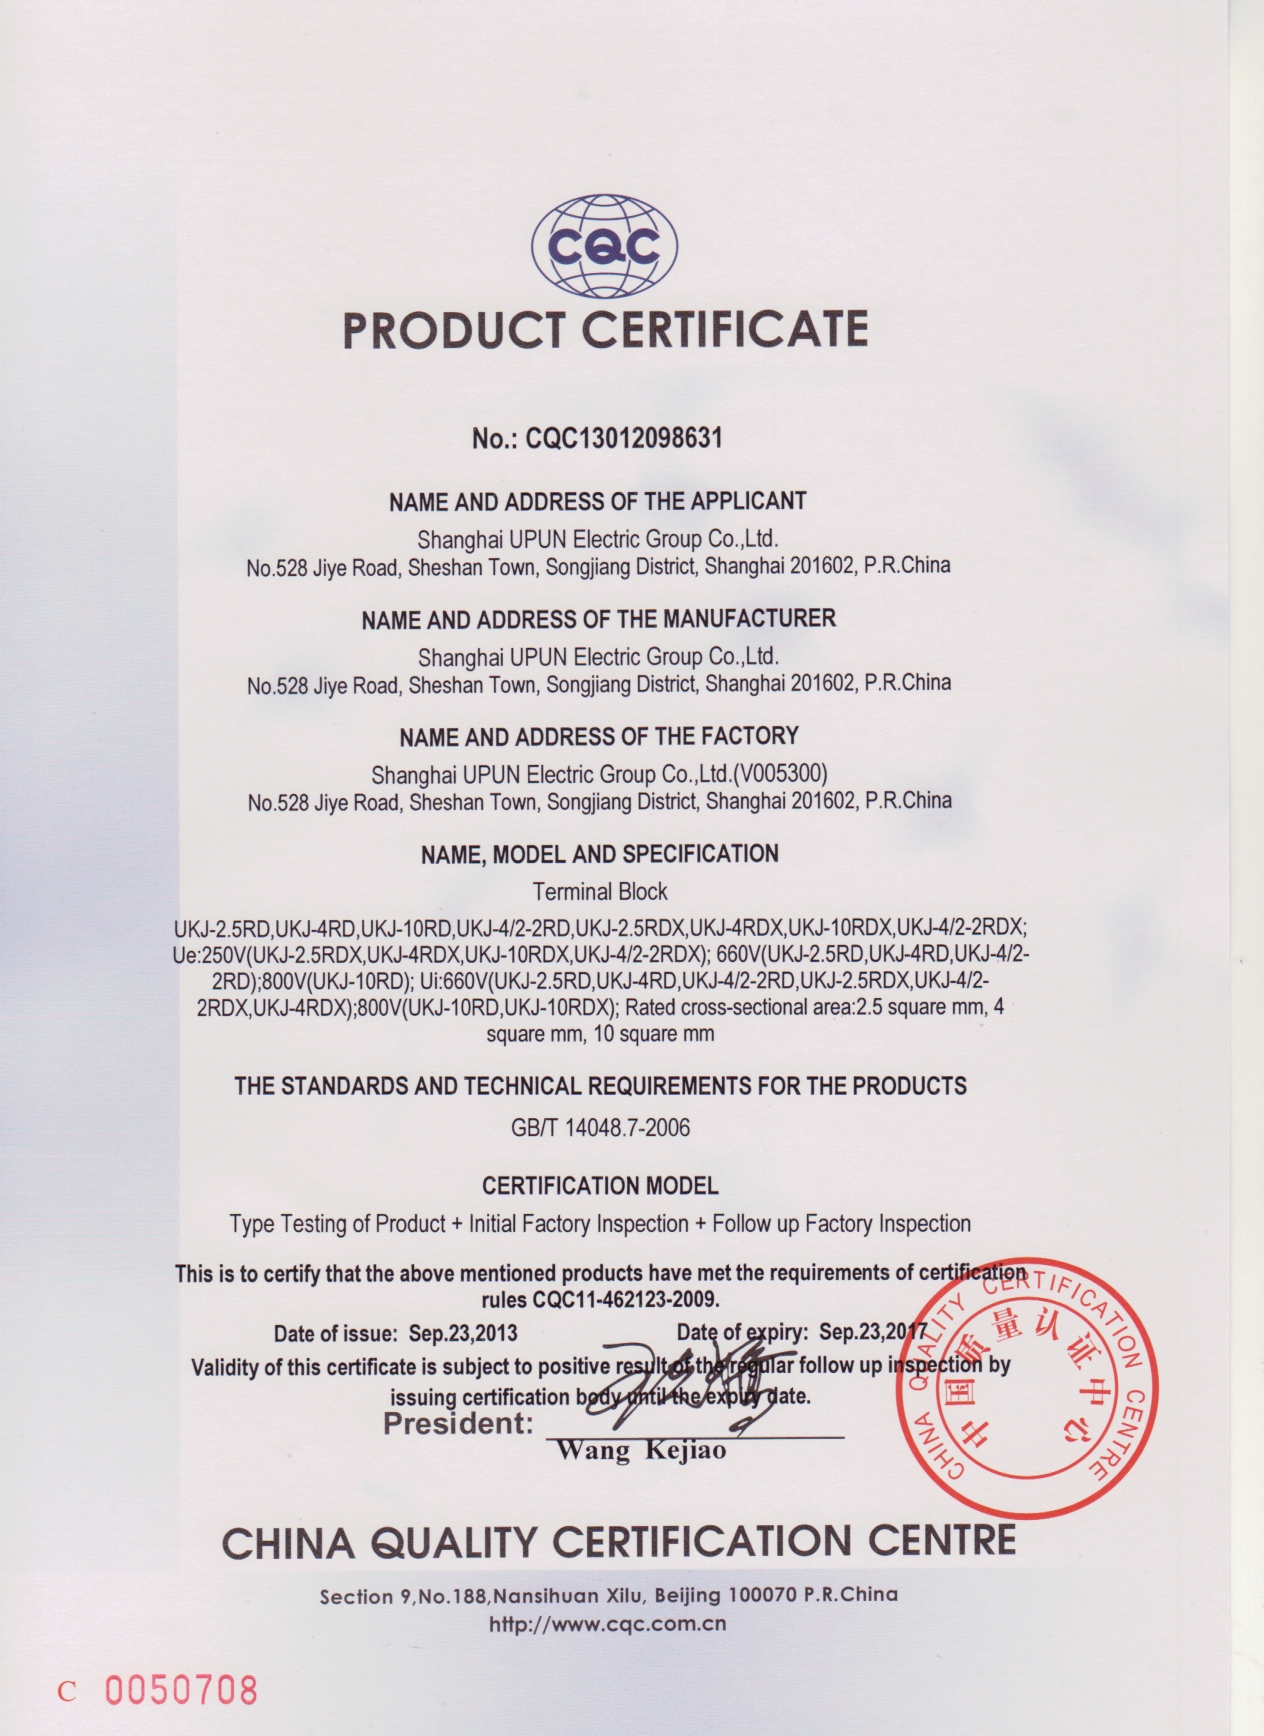 CQC
PRODUCT CERTIFICATE
No.: CQC13012098631
NAME AND ADDRESS OF THE APPLICANT
Shanghai UPUN Electric Group Co.,Ltd.
No.528 Jiye Road, Sheshan Town, Songjiang District, Shanghai 201602, P.R.China
NAME AND ADDRESS OF THE MANUFACTURER
Shanghai UPUN Electric Group Co.,Ltd.
No.528 Jiye Road, Sheshan Town, Songjiang District, Shanghai 201602, P.R.China
NAME AND ADDRESS OF THE FACTORY
Shanghai UPUN Electric Group Co.,Ltd.(V005300)
No.528 Jiye Road, Sheshan Town, Songjiang District, Shanghai 201602, P.R.China
NAME, MODEL AND SPECIFICATION
Terminal Block
UKJ-2.5RD,UKJ-4RD,UKJ-10RD,UKJ-4/2-2RD,UKJ-2.5RDX,UKJ-4RDX,UKJ-10RDX,UKJ-4/2-2RDX;
Ue:250V(UKJ-2.5RDX,UKJ-4RDX,UKJ-10RDX,UKJ-4/2-2RDX); 660V(UKJ-2.5RD,UKJ-4RD,UKJ-4/2-
2RD);800V(UKJ-10RD); Ui:660V(UKJ-2.5RD,UKJ-4RD,UKJ-4/2-2RD,UKJ-2.5RDX,UKJ-4/2-
2RDX,UKJ-4RDX);800V(UKJ-10RD,UKJ-10RDX); Rated cross-sectional area:2.5 square mm, 4
square mm, 10 square mm
THE STANDARDS AND TECHNICAL REQUIREMENTS FOR THE PRODUCTS
GB/T 14048.7-2006
CERTIFICATION MODEL
Type Testing of Product + Initial Factory Inspection + Follow up Factory Inspection
This is to certify that the above mentioned products have met the requirements of certification
rules CQC11-462123-2009.
Date of issue: Sep.23,2013 Date of expiry: Sep.23,2017
Validity of this certificate is subject to positive result of the regular follow up inspection by
issuing certification body until the expiry date.
President:
Wang Kejiao
CHINA QUALITY CERTIFICATION CENTRE
中国质量认证中心
CHINA QUALITY CERTIFICATION CENTRE
Section 9,No.188,Nansihuan Xilu, Beijing 100070 P.R.China
http://www.cqc.com.cn
C 0050708